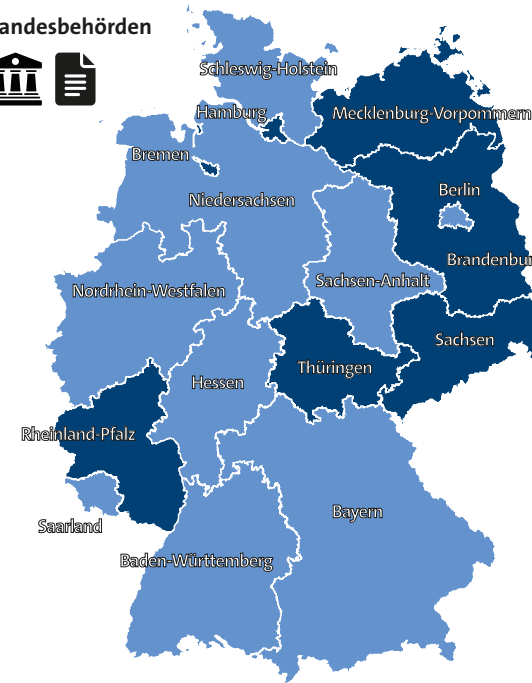 andesbehörden
Schleswig-Holstein
Hamburg
Mecklenburg-Vorpommern
Bremen
Berlin
Niedersachsen
Brandenbur
Sachsen-Anhalt
Nordrhein-Westfalen
Sachsen
Thüringen
Hessen
Rheinland-Pfalz
Bayern
Saarland
Baden-Württemberg